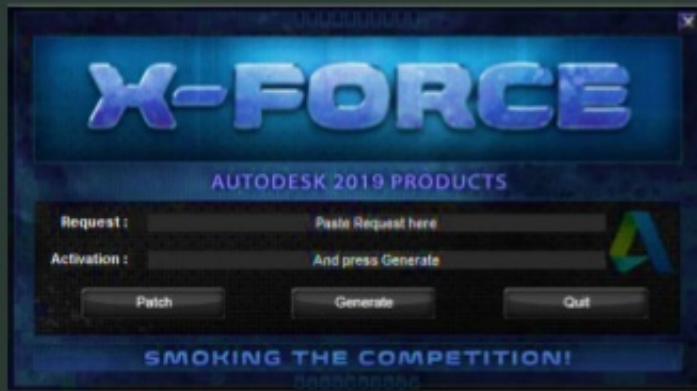 X-FORCE
AUTODESK 2019 PRODUCTS
Request : Paste Request here
Activation : And press Generate
Patch Generate Quit
SMOKING THE COMPETITION!